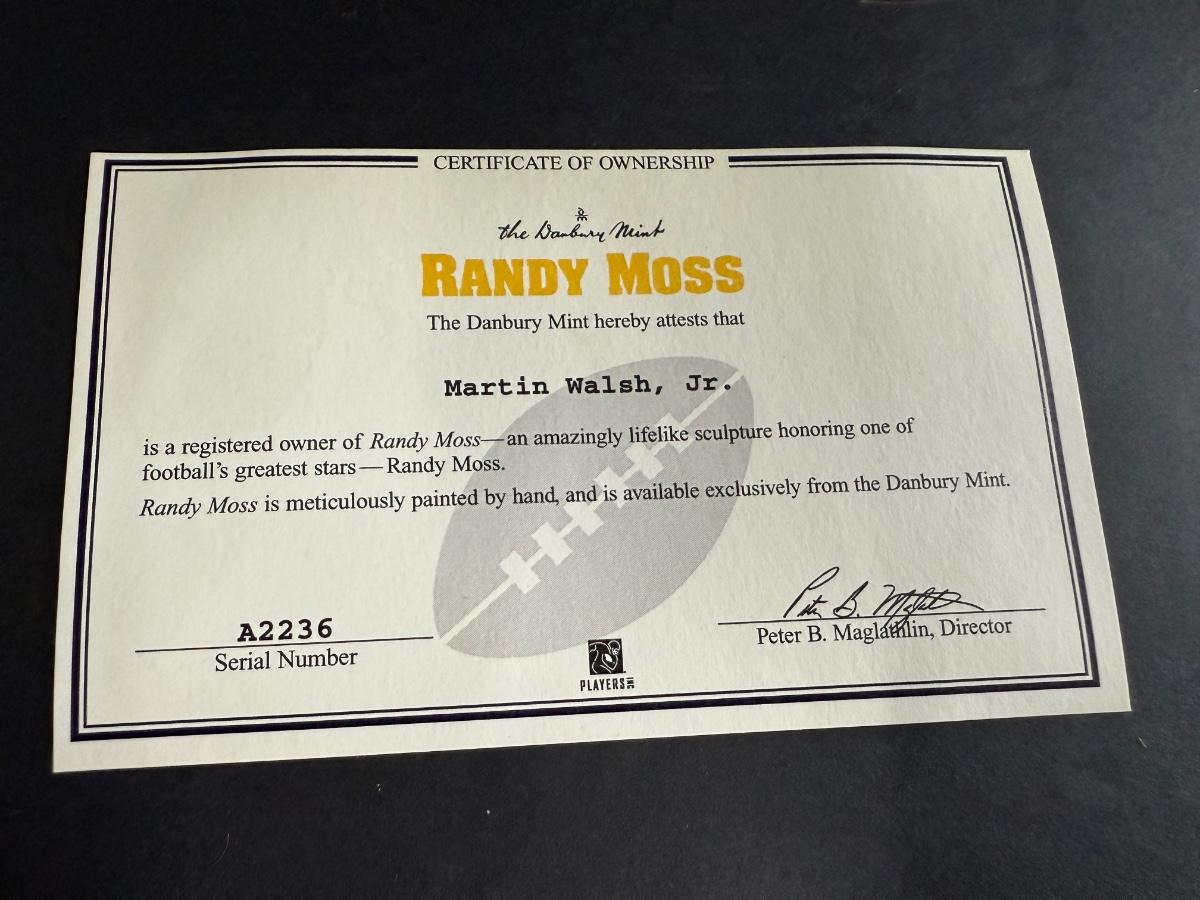 CERTIFICATE OF OWNERSHIP
the Danbury Mint
RANDY MOSS
The Danbury Mint hereby attests that
Martin Walsh, Jr.
is a registered owner of Randy Moss—an amazingly lifelike sculpture honoring one of
football's greatest stars—Randy Moss.
Randy Moss is meticulously painted by hand, and is available exclusively from the Danbury Mint.
A2236
Serial Number
Peter B. Maglathlin, Director
PLAYERS INC